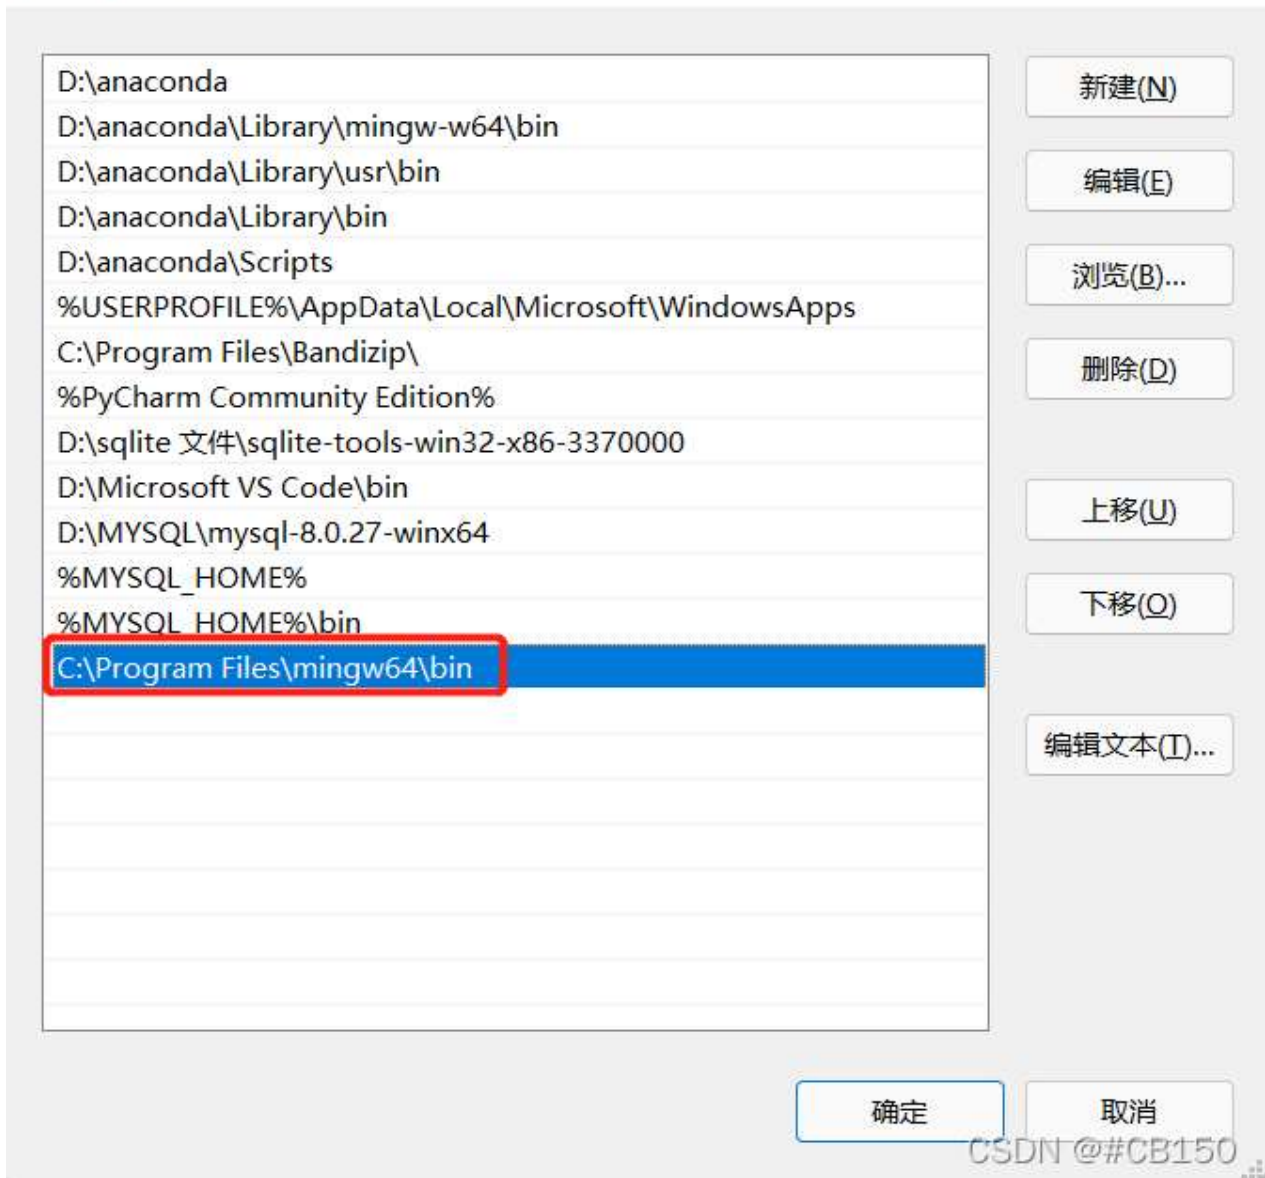 D:\anaconda
D:\anaconda\Library\mingw-w64\bin
D:\anaconda\Library\usr\bin
D:\anaconda\Library\bin
D:\anaconda\Scripts
%USERPROFILE%\AppData\Local\Microsoft\WindowsApps
C:\Program Files\Bandizip\
%PyCharm Community Edition%
D:\sqlite 文件\sqlite-tools-win32-x86-3370000
D:\Microsoft VS Code\bin
D:\MYSQL\mysql-8.0.27-winx64
%MYSQL_HOME%
%MYSQL_HOME%\bin
C:\Program Files\mingw64\bin
新建(N)
编辑(E)
浏览(B)...
删除(D)
上移(U)
下移(O)
编辑文本(T)...
确定
取消
CSDN @#CB150